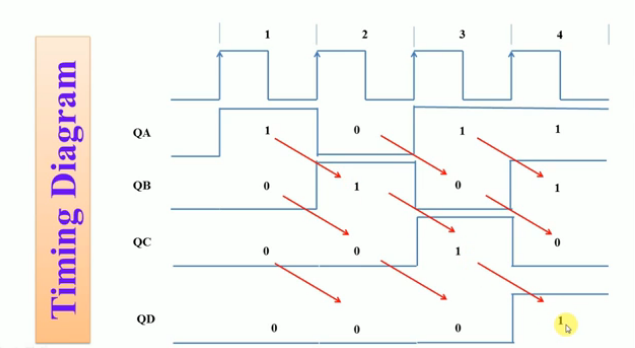 Timing Diagram
1 2 3 4
QA 1 0 1 1
QB 0 1 0 1
QC 0 0 1 0
QD 0 0 0 1